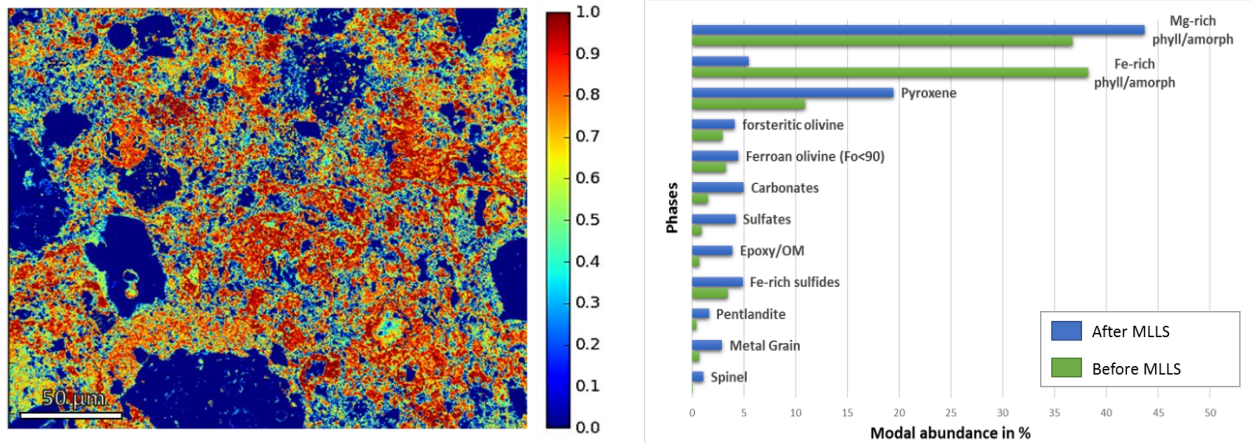 1.0
0.9
0.8
0.7
0.6
0.5
0.4
0.3
0.2
0.1
0.0
50 µm
Phases
Mg-rich
phyll/amorph
Fe-rich
phyll/amorph
Pyroxene
forsteritic olivine
Ferroan olivine (Fo<90)
Carbonates
Sulfates
Epoxy/OM
Fe-rich sulfides
Pentlandite
Metal Grain
Spinel
After MLLS
Before MLLS
0 5 10 15 20 25 30 35 40 45 50
Modal abundance in %